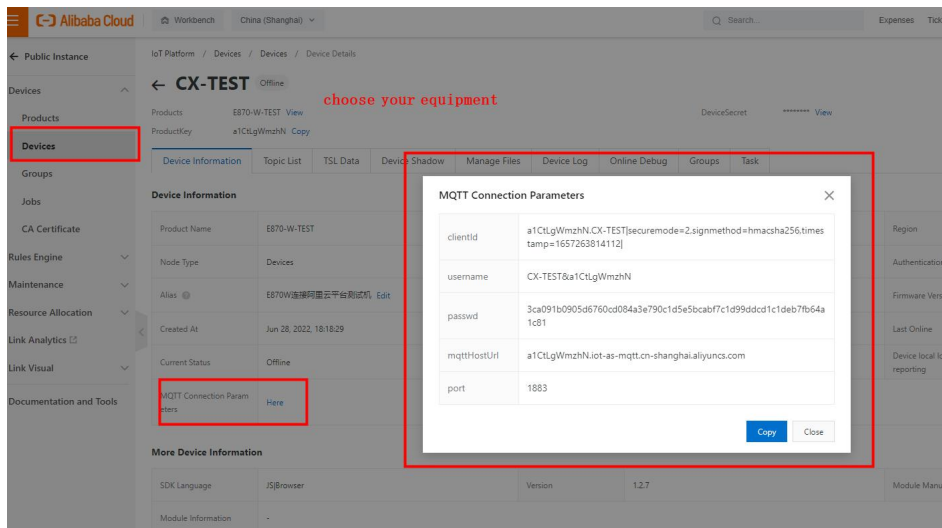 Alibaba Cloud
Workbench
China (Shanghai)
Search...
Expenses
Public Instance
IoT Platform / Devices / Devices / Device Details
Devices
CX-TEST Offline
choose your equipment
Products
Products E870-W-TEST View
DeviceSecret ******** View
ProductKey a1CtLgWmzhN Copy
Devices
Device Information Topic List TSL Data Device Shadow Manage Files Device Log Online Debug Groups Task
Groups
Jobs
CA Certificate
Rules Engine
Maintenance
Resource Allocation
Link Analytics
Link Visual
Documentation and Tools
Device Information
Product Name E870-W-TEST
Region
Node Type Devices
Alias E870W连接阿里云平台测试机 Edit
Created At Jun 28, 2022, 18:18:29
Last Online
Current Status Offline
Device local lo
reporting
MQTT Connection Param
eters
Here
MQTT Connection Parameters
clientId
a1CtLgWmzhN.CX-TEST|securemode=2,signmethod=hmacsha256,times
tamp=1657263814112|
username CX-TEST&a1CtLgWmzhN
passwd
3ca091b0905d6760cd084a3e790c1d5e5bcabf7c1d99ddcd1c1deb7fb64a
1c81
mqttHostUrl a1CtLgWmzhN.iot-as-mqtt.cn-shanghai.aliyuncs.com
port 1883
Copy Close
More Device Information
SDK Language JS|Browser Version 1.2.7 Module Manu
Module Information -